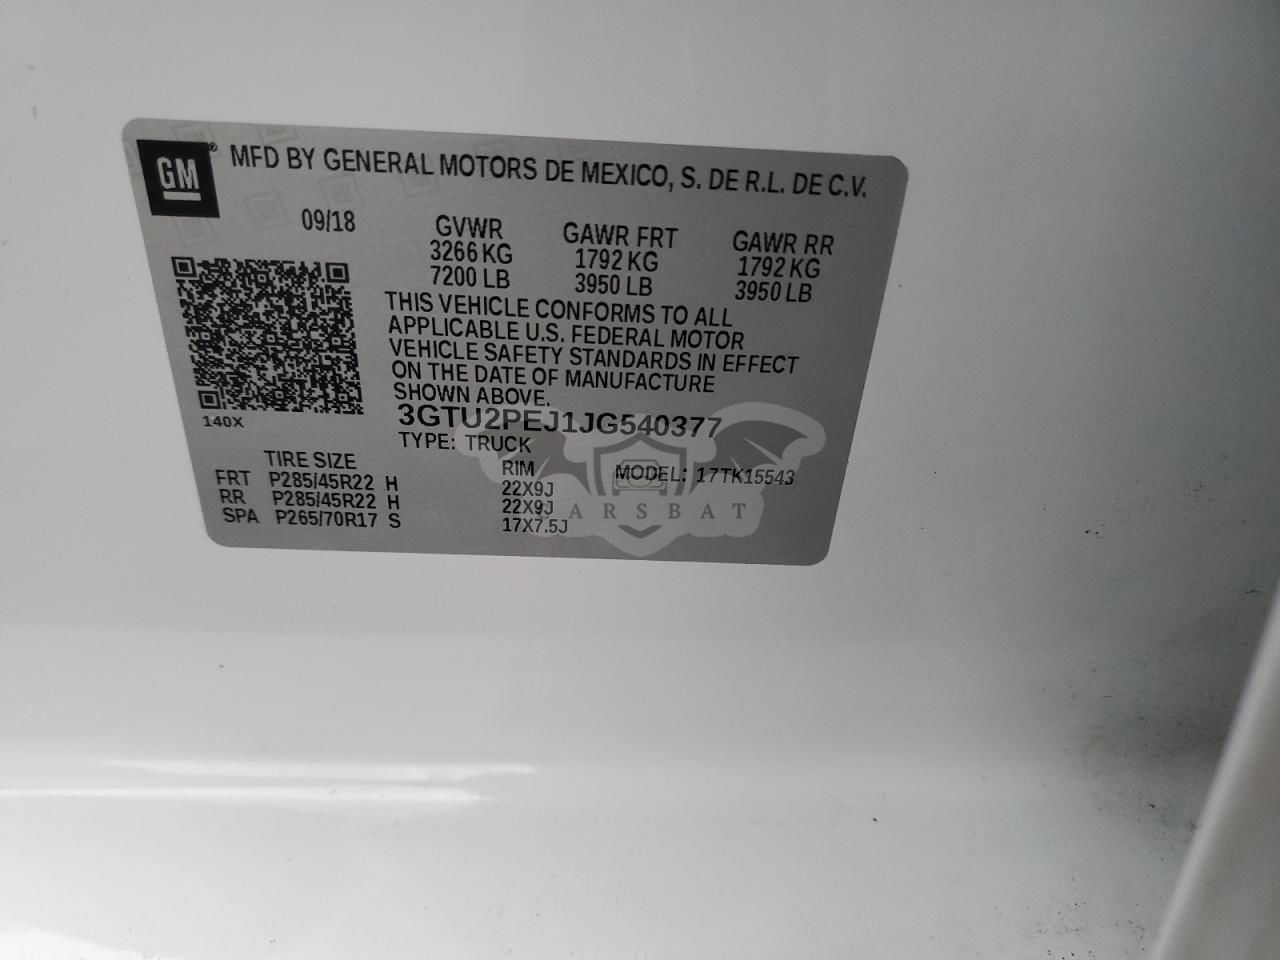 GM® MFD BY GENERAL MOTORS DE MEXICO, S. DE R.L. DE C.V.
09/18 GVWR GAWR FRT GAWR RR
3266 KG 1792 KG 1792 KG
7200 LB 3950 LB 3950 LB
THIS VEHICLE CONFORMS TO ALL
APPLICABLE U.S. FEDERAL MOTOR
VEHICLE SAFETY STANDARDS IN EFFECT
ON THE DATE OF MANUFACTURE
SHOWN ABOVE.
140X
3GTU2PEJ1JG540377
TYPE: TRUCK
TIRE SIZE RIM MODEL: 17TK15543
FRT P285/45R22 H 22X9J
RR P285/45R22 H 22X9J
SPA P265/70R17 S 17X7.5J
CARSBAT